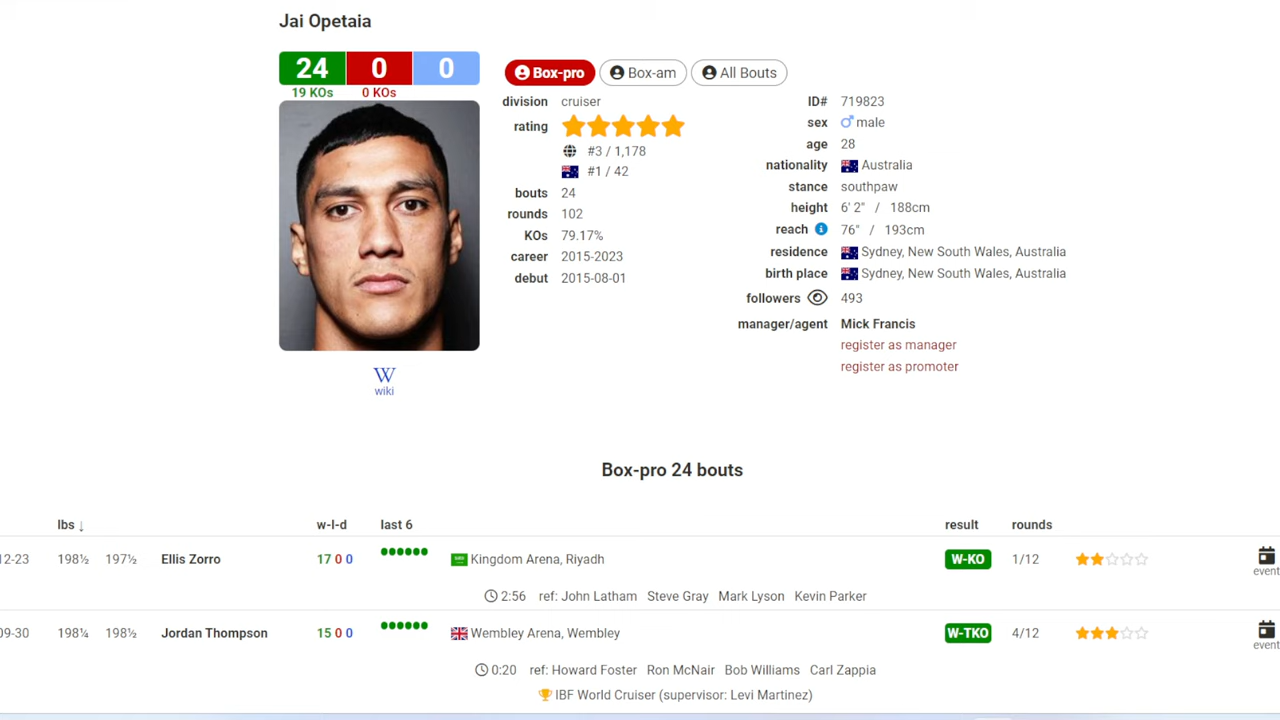 Jai Opetaia
24 0 0
19 KOs 0 KOs
Box-pro Box-am All Bouts
division cruiser
rating
#3 / 1,178
#1 / 42
bouts 24
rounds 102
KOs 79.17%
career 2015-2023
debut 2015-08-01
ID# 719823
sex male
age 28
nationality Australia
stance southpaw
height 6' 2" / 188cm
reach 76" / 193cm
residence Sydney, New South Wales, Australia
birth place Sydney, New South Wales, Australia
followers 493
manager/agent Mick Francis
register as manager
register as promoter
W
wiki
Box-pro 24 bouts
lbs ↓ w-l-d last 6 result rounds
12-23 198½ 197½ Ellis Zorro 17 0 0 Kingdom Arena, Riyadh W-KO 1/12
event
2:56 ref: John Latham Steve Gray Mark Lyson Kevin Parker
09-30 198¼ 198½ Jordan Thompson 15 0 0 Wembley Arena, Wembley W-TKO 4/12
event
0:20 ref: Howard Foster Ron McNair Bob Williams Carl Zappia
IBF World Cruiser (supervisor: Levi Martinez)